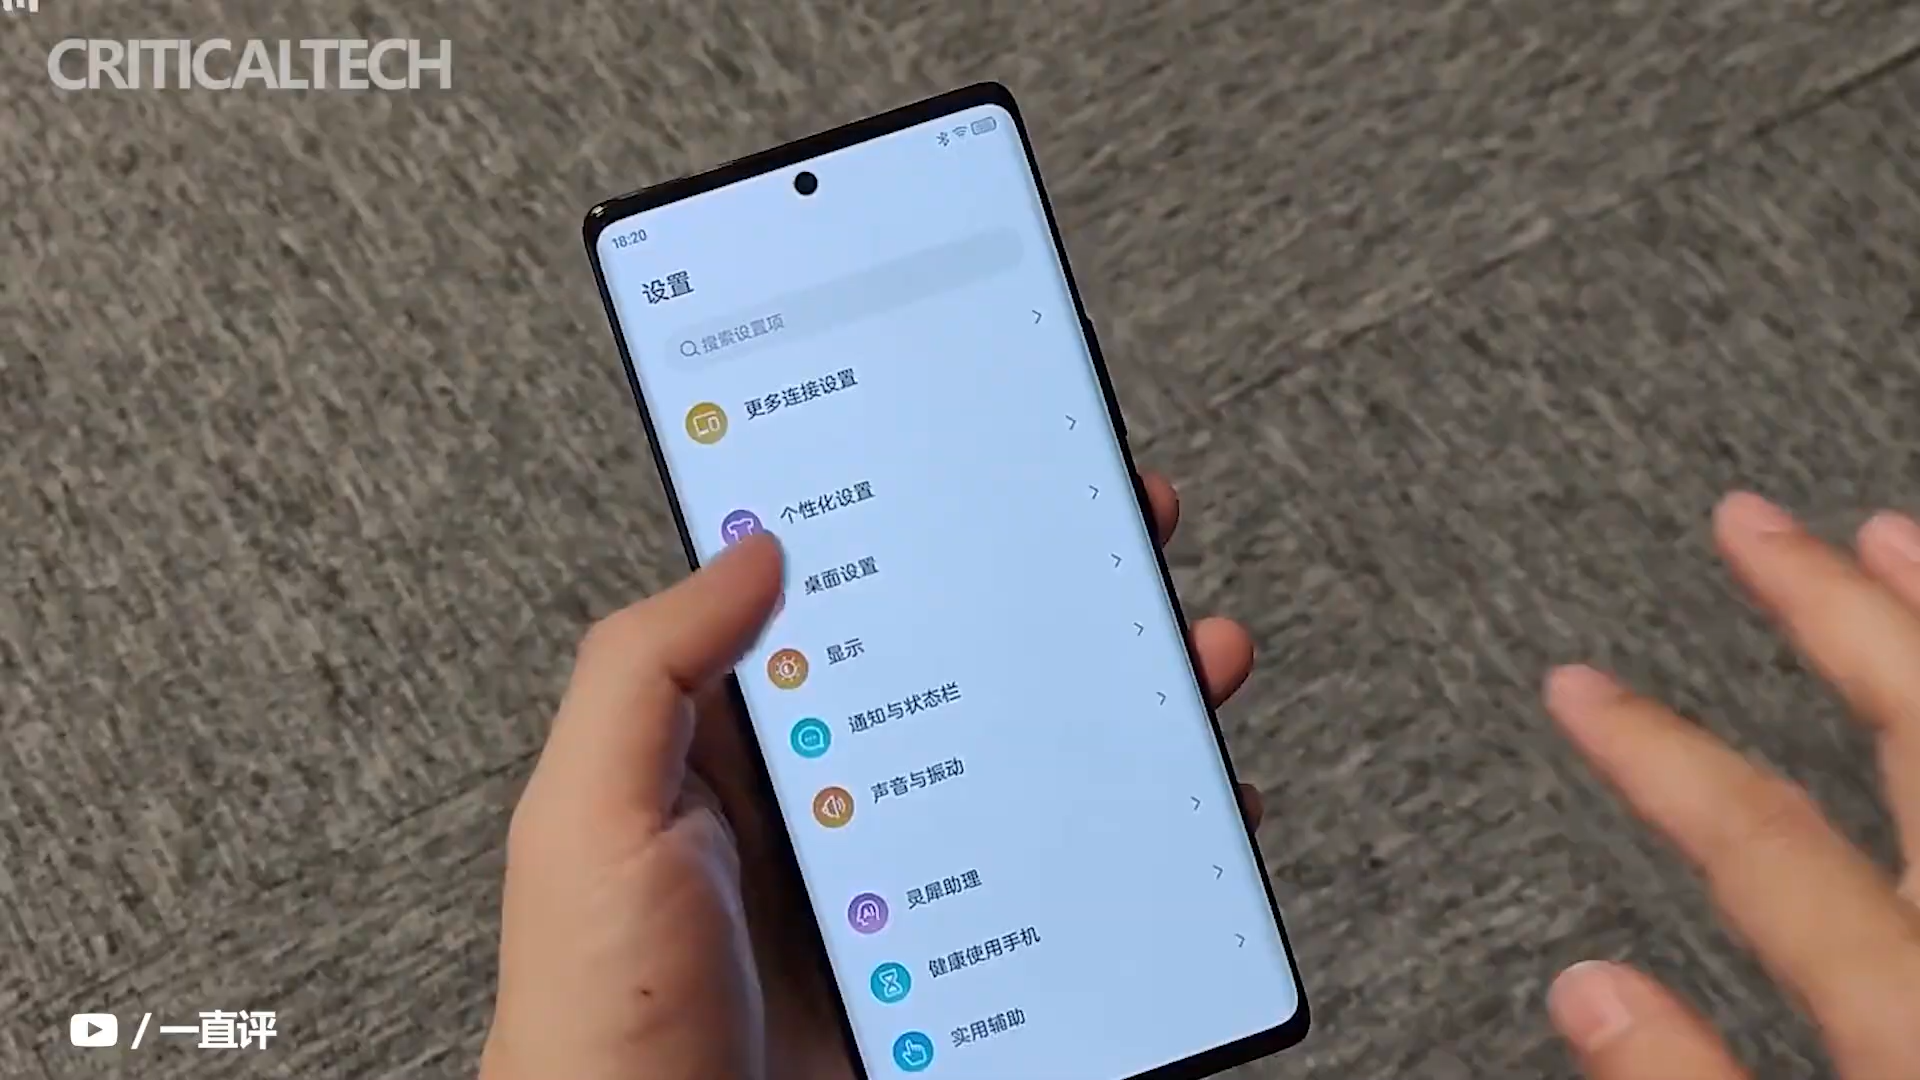 CRITICALTECH
18:20
设置
搜索设置项
更多连接设置
个性化设置
桌面设置
显示
通知与状态栏
声音与振动
AI
灵犀助理
健康使用手机
实用辅助
/ 一直评